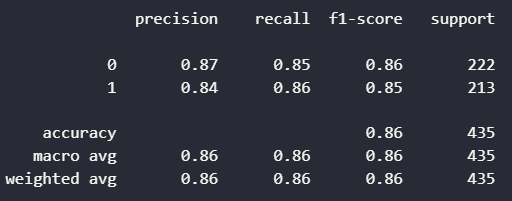 precision recall f1-score support
0 0.87 0.85 0.86 222
1 0.84 0.86 0.85 213
accuracy 0.86 435
macro avg 0.86 0.86 0.86 435
weighted avg 0.86 0.86 0.86 435